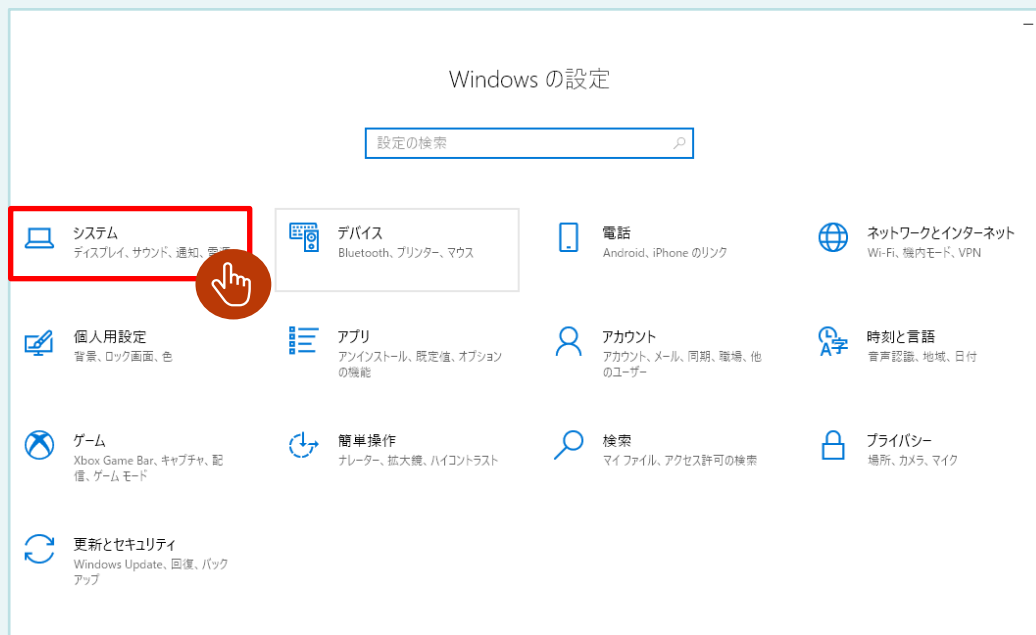 Windows の設定
設定の検索
システム
ディスプレイ、サウンド、通知、電源
デバイス
Bluetooth、プリンター、マウス
電話
Android、iPhone のリンク
ネットワークとインターネット
Wi-Fi、機内モード、VPN
個人用設定
背景、ロック画面、色
アプリ
アンインストール、既定値、オプション
の機能
アカウント
アカウント、メール、同期、職場、他
のユーザー
時刻と言語
音声認識、地域、日付
ゲーム
Xbox Game Bar、キャプチャ、配
信、ゲーム モード
簡単操作
ナレーター、拡大鏡、ハイコントラスト
検索
マイ ファイル、アクセス許可の検索
プライバシー
場所、カメラ、マイク
更新とセキュリティ
Windows Update、回復、バック
アップ